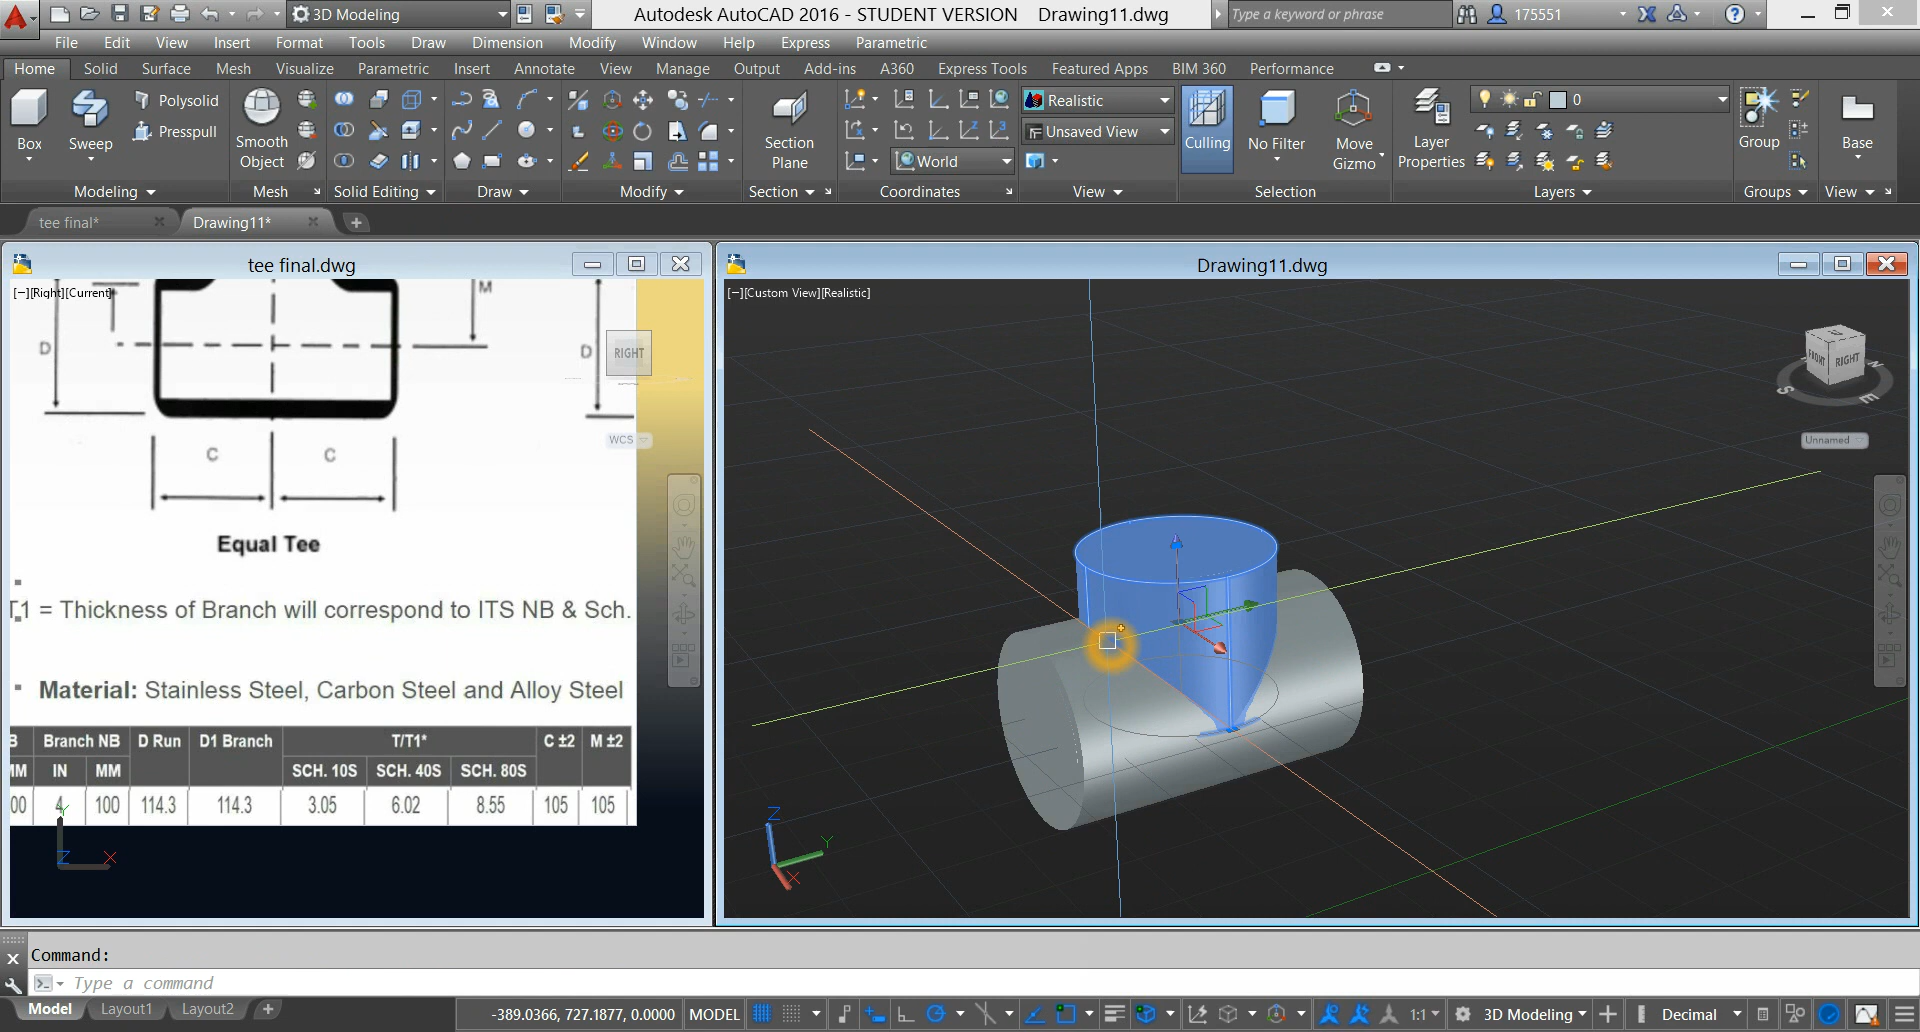 3D Modeling
Autodesk AutoCAD 2016 - STUDENT VERSION Drawing11.dwg
Type a keyword or phrase
175551
File Edit View Insert Format Tools Draw Dimension Modify Window Help Express Parametric
Home Solid Surface Mesh Visualize Parametric Insert Annotate View Manage Output Add-ins A360 Express Tools Featured Apps BIM 360 Performance
Box
Sweep
Polysolid
Presspull
Smooth
Object
Section
Plane
World
Realistic
Unsaved View
Culling
No Filter
Move
Gizmo
Layer
Properties
0
Group
Base
Modeling Mesh Solid Editing Draw Modify Section Coordinates View Selection Layers Groups View
tee final* Drawing11*
tee final.dwg
[−][Right][Current]
M
D
D
RIGHT
WCS
C C
Equal Tee
T1 = Thickness of Branch will correspond to ITS NB & Sch.
Material: Stainless Steel, Carbon Steel and Alloy Steel
B Branch NB D Run D1 Branch T/T1* C ±2 M ±2
MM IN MM SCH. 10S SCH. 40S SCH. 80S
00 4 100 114.3 114.3 3.05 6.02 8.55 105 105
Y
Z X
Drawing11.dwg
[−][Custom View][Realistic]
FRONT RIGHT
N
S E
Unnamed
Z
Y
X
Command:
Type a command
Model Layout1 Layout2
-389.0366, 727.1877, 0.0000 MODEL 1:1 3D Modeling Decimal